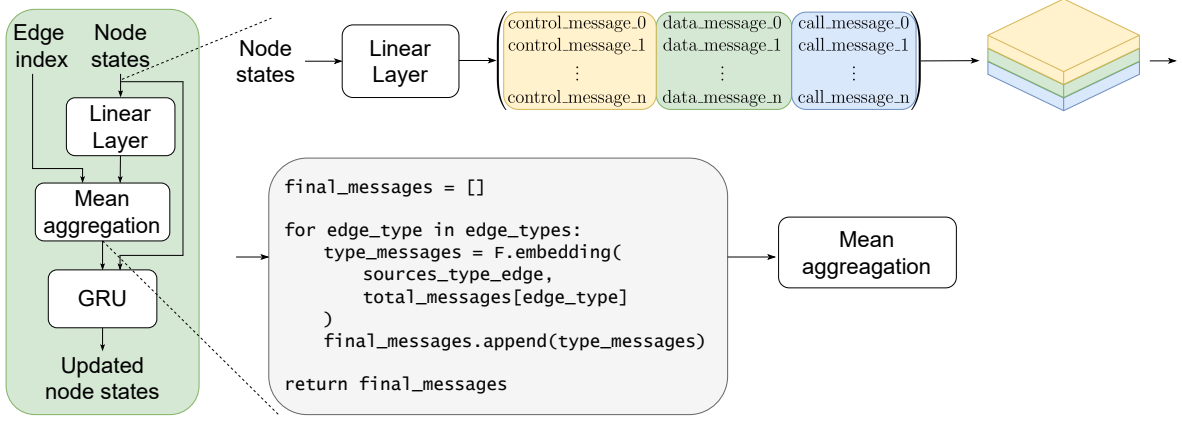 Edge
index
Node
states
Linear
Layer
Mean
aggregation
GRU
Updated
node states
Node
states
Linear
Layer
control_message_0 data_message_0 call_message_0
control_message_1 data_message_1 call_message_1
⋮ ⋮ ⋮
control_message_n data_message_n call_message_n
final_messages = []
for edge_type in edge_types:
type_messages = F.embedding(
sources_type_edge,
total_messages[edge_type]
)
final_messages.append(type_messages)
return final_messages
Mean
aggreagation